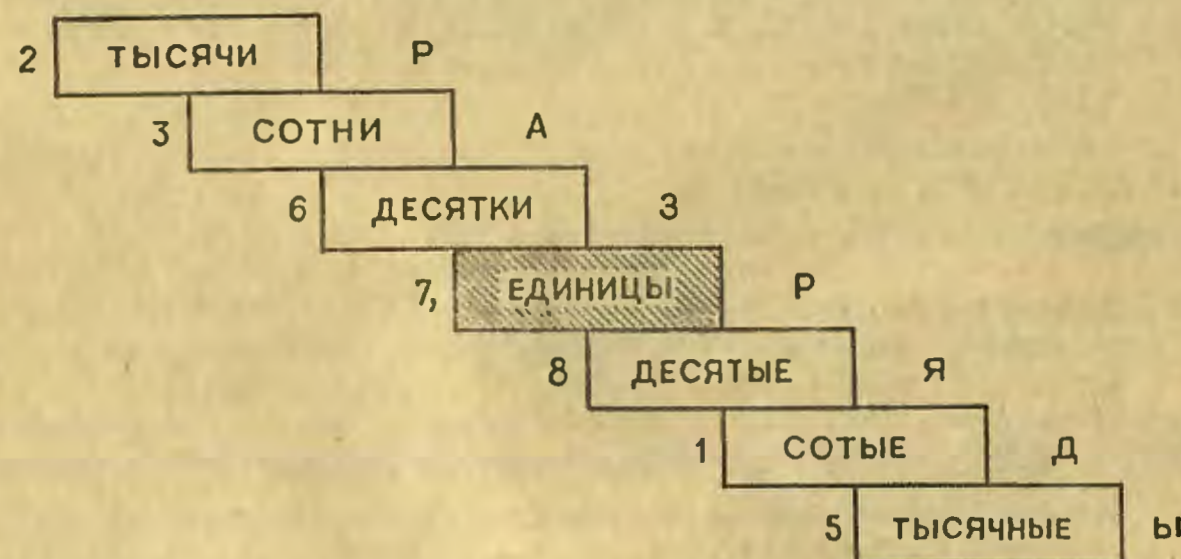 2 ТЫСЯЧИ Р
3 СОТНИ А
6 ДЕСЯТКИ З
7, ЕДИНИЦЫ Р
8 ДЕСЯТЫЕ Я
1 СОТЫЕ Д
5 ТЫСЯЧНЫЕ Ы